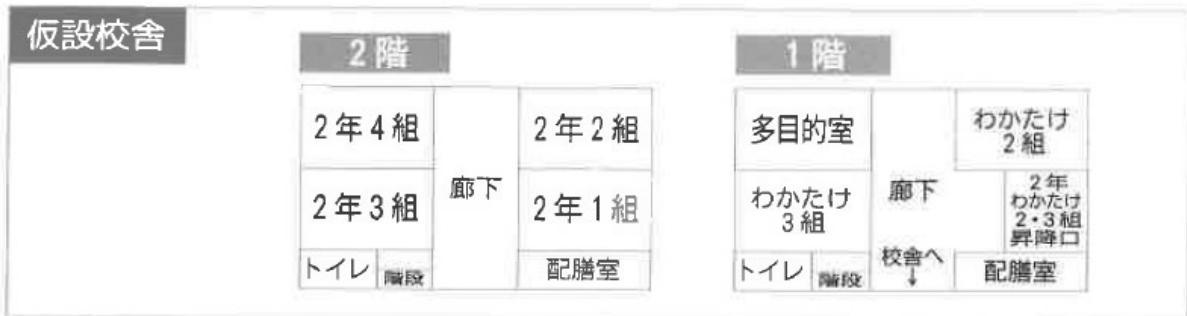 仮設校舎
2階
2年4組
2年2組
廊下
2年3組
2年1組
トイレ
階段
配膳室
1階
多目的室
わかたけ
2組
廊下
わかたけ
3組
2年
わかたけ
2・3組
昇降口
トイレ
階段
校舎へ
↓
配膳室